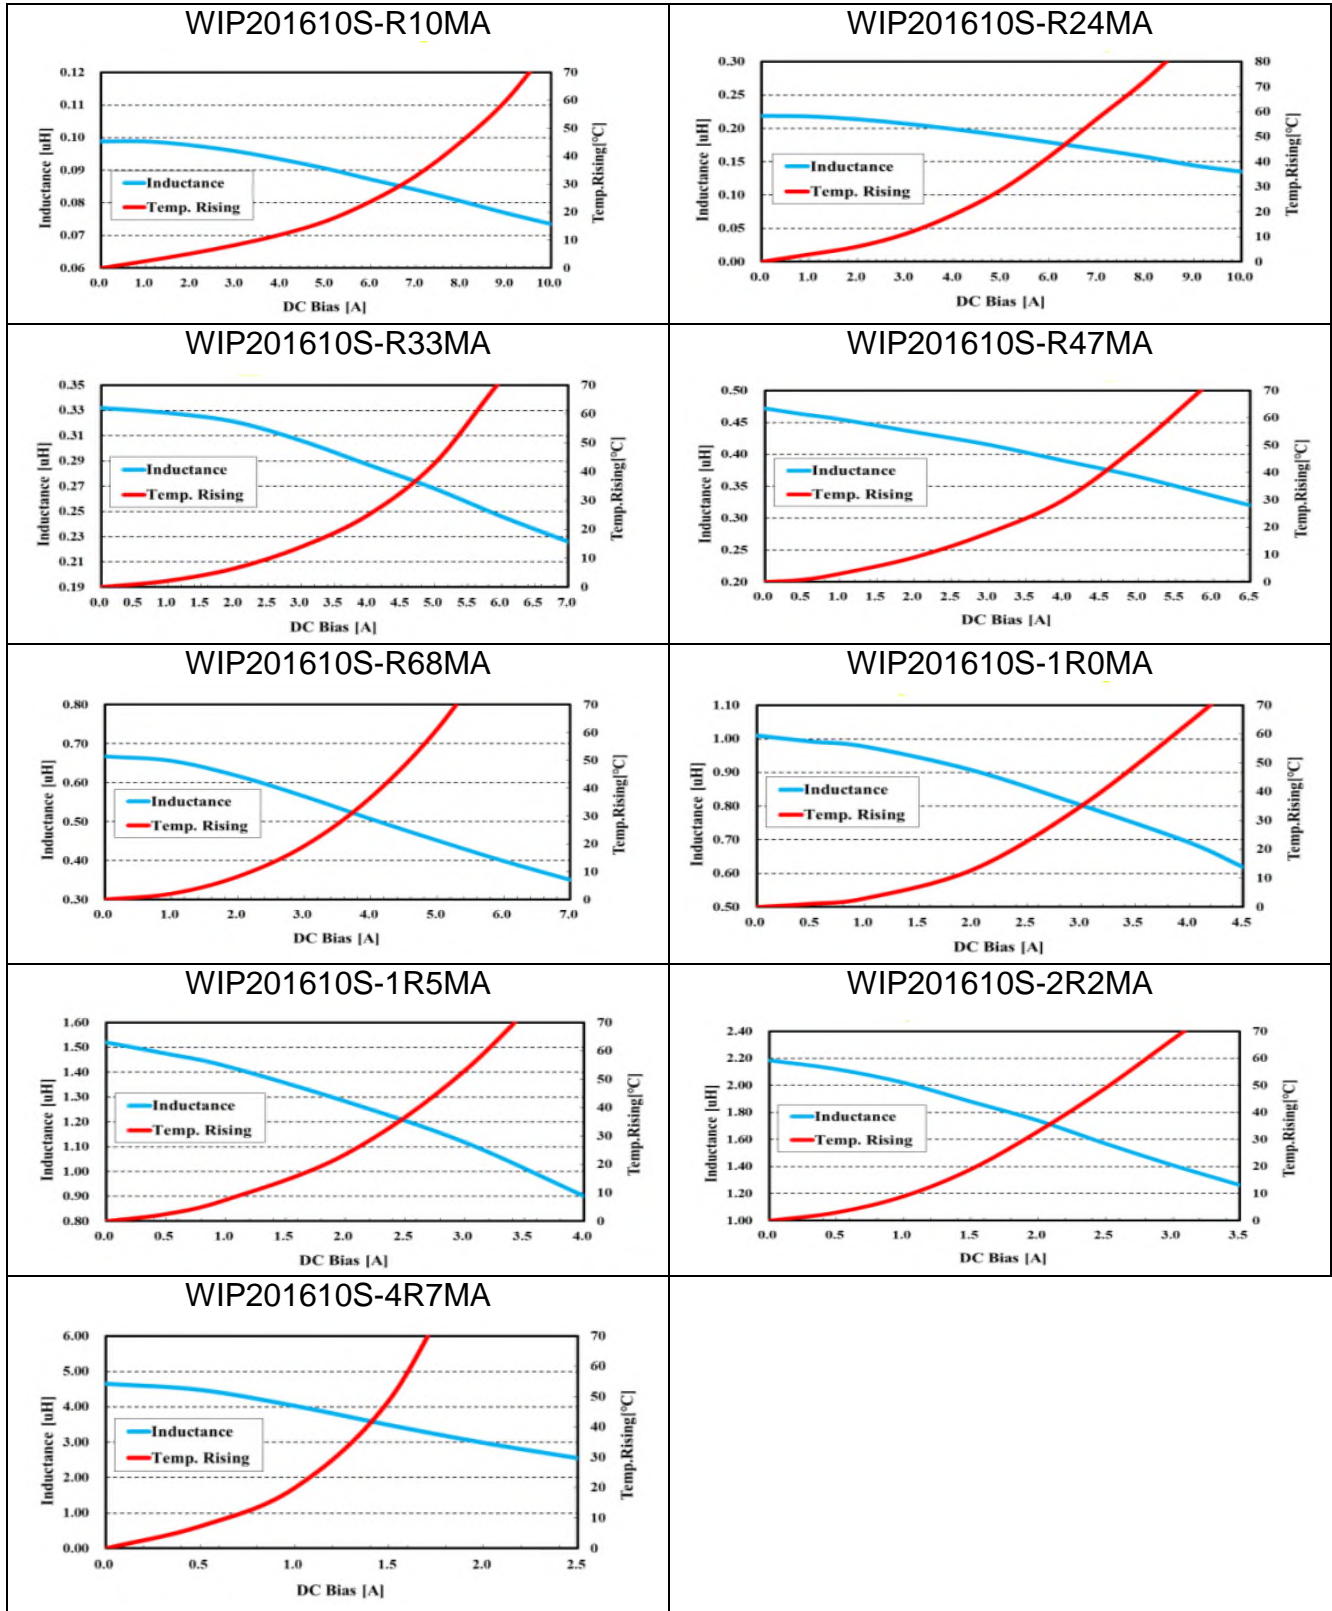 WIP201610S-R10MA
0.12
0.11
0.10
0.09
0.08
0.07
0.06
Inductance [uH]
Inductance
Temp. Rising
70
60
50
40
30
20
10
0
Temp.Rising[°C]
0.0 1.0 2.0 3.0 4.0 5.0 6.0 7.0 8.0 9.0 10.0
DC Bias [A]
WIP201610S-R24MA
0.30
0.25
0.20
0.15
0.10
0.05
0.00
Inductance [uH]
Inductance
Temp. Rising
80
70
60
50
40
30
20
10
0
Temp.Rising[°C]
0.0 1.0 2.0 3.0 4.0 5.0 6.0 7.0 8.0 9.0 10.0
DC Bias [A]
WIP201610S-R33MA
0.35
0.33
0.31
0.29
0.27
0.25
0.23
0.21
0.19
Inductance [uH]
Inductance
Temp. Rising
70
60
50
40
30
20
10
0
Temp.Rising[°C]
0.0 0.5 1.0 1.5 2.0 2.5 3.0 3.5 4.0 4.5 5.0 5.5 6.0 7.0
DC Bias [A]
WIP201610S-R47MA
0.50
0.45
0.40
0.35
0.30
0.25
0.20
Inductance [uH]
Inductance
Temp. Rising
70
60
50
40
30
20
10
0
Temp.Rising[°C]
0.0 0.5 1.0 1.5 2.0 2.5 3.0 3.5 4.0 4.5 5.0 5.5 6.0 6.5
DC Bias [A]
WIP201610S-R68MA
0.80
0.70
0.60
0.50
0.40
0.30
Inductance [uH]
Inductance
Temp. Rising
70
60
50
40
30
20
10
0
Temp.Rising[°C]
0.0 1.0 2.0 3.0 4.0 5.0 6.0 7.0
DC Bias [A]
WIP201610S-1R0MA
1.10
1.00
0.90
0.80
0.70
0.60
0.50
Inductance [uH]
Inductance
Temp. Rising
70
60
50
40
30
20
10
0
Temp.Rising[°C]
0.0 0.5 1.0 1.5 2.0 2.5 3.0 3.5 4.0 4.5
DC Bias [A]
WIP201610S-1R5MA
1.60
1.50
1.40
1.30
1.20
1.10
1.00
0.90
0.80
Inductance [uH]
Inductance
Temp. Rising
70
60
50
40
30
20
10
0
Temp.Rising[°C]
0.0 0.5 1.0 1.5 2.0 2.5 3.0 3.5 4.0
DC Bias [A]
WIP201610S-2R2MA
2.40
2.20
2.00
1.80
1.60
1.40
1.20
1.00
Inductance [uH]
Inductance
Temp. Rising
70
60
50
40
30
20
10
0
Temp.Rising[°C]
0.0 0.5 1.0 1.5 2.0 2.5 3.0 3.5
DC Bias [A]
WIP201610S-4R7MA
6.00
5.00
4.00
3.00
2.00
1.00
0.00
Inductance [uH]
Inductance
Temp. Rising
70
60
50
40
30
20
10
0
Temp.Rising[°C]
0.0 0.5 1.0 1.5 2.0 2.5
DC Bias [A]